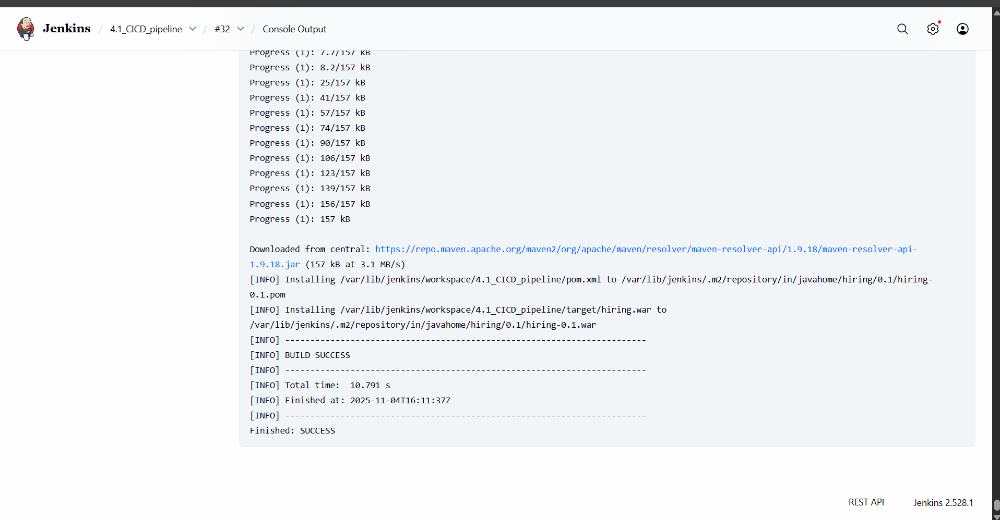 Jenkins / 4.1_CICD_pipeline / #32 / Console Output
Progress (1): 7.7/157 kB
Progress (1): 8.2/157 kB
Progress (1): 25/157 kB
Progress (1): 41/157 kB
Progress (1): 57/157 kB
Progress (1): 74/157 kB
Progress (1): 90/157 kB
Progress (1): 106/157 kB
Progress (1): 123/157 kB
Progress (1): 139/157 kB
Progress (1): 156/157 kB
Progress (1): 157 kB
Downloaded from central: https://repo.maven.apache.org/maven2/org/apache/maven/resolver/maven-resolver-api/1.9.18/maven-resolver-api-
1.9.18.jar (157 kB at 3.1 MB/s)
[INFO] Installing /var/lib/jenkins/workspace/4.1_CICD_pipeline/pom.xml to /var/lib/jenkins/.m2/repository/in/javahome/hiring/0.1/hiring-
0.1.pom
[INFO] Installing /var/lib/jenkins/workspace/4.1_CICD_pipeline/target/hiring.war to
/var/lib/jenkins/.m2/repository/in/javahome/hiring/0.1/hiring-0.1.war
[INFO] ------------------------------------------------------------------------
[INFO] BUILD SUCCESS
[INFO] ------------------------------------------------------------------------
[INFO] Total time:  10.791 s
[INFO] Finished at: 2025-11-04T16:11:37Z
[INFO] ------------------------------------------------------------------------
Finished: SUCCESS
REST API Jenkins 2.528.1